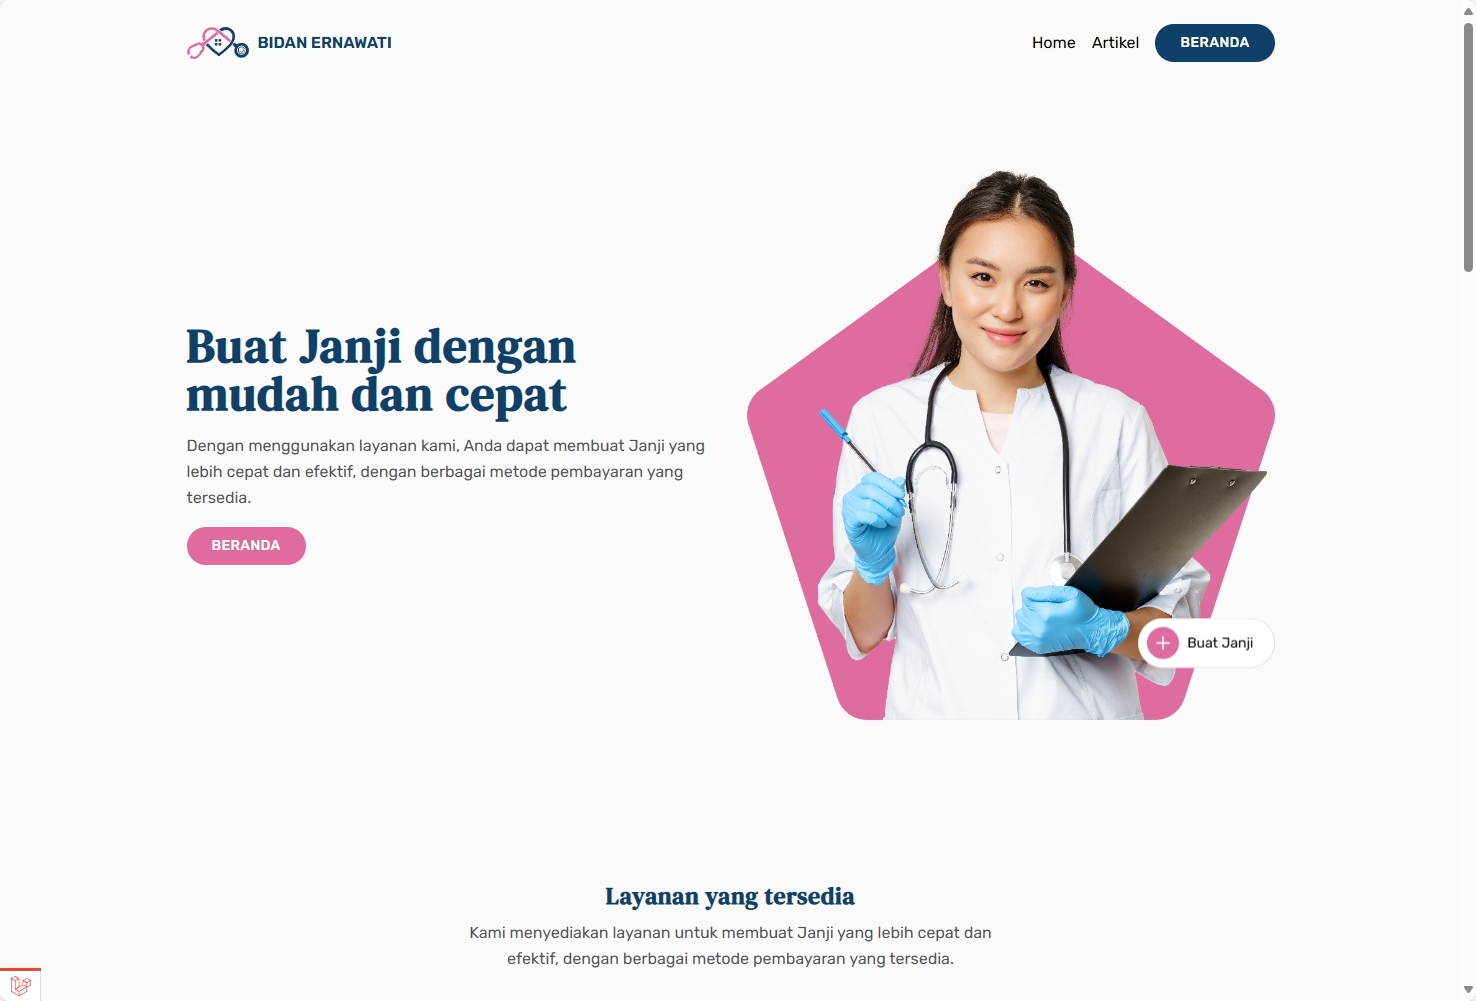 BIDAN ERNAWATI
Home
Artikel
BERANDA
Buat Janji dengan
mudah dan cepat
Dengan menggunakan layanan kami, Anda dapat membuat Janji yang
lebih cepat dan efektif, dengan berbagai metode pembayaran yang
tersedia.
BERANDA
Buat Janji
Layanan yang tersedia
Kami menyediakan layanan untuk membuat Janji yang lebih cepat dan
efektif, dengan berbagai metode pembayaran yang tersedia.